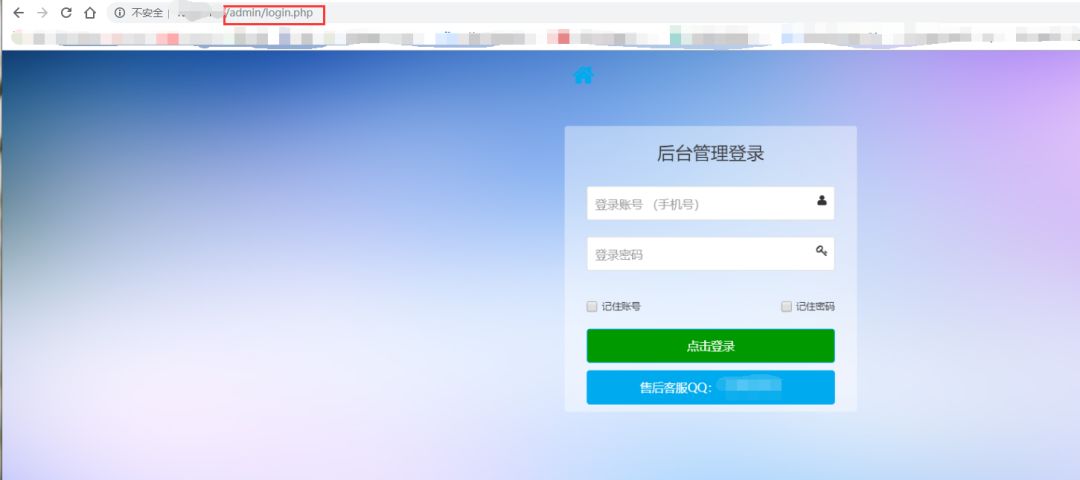 不安全 | /admin/login.php
后台管理登录
登录账号 （手机号）
登录密码
记住账号 记住密码
点击登录
售后客服QQ: